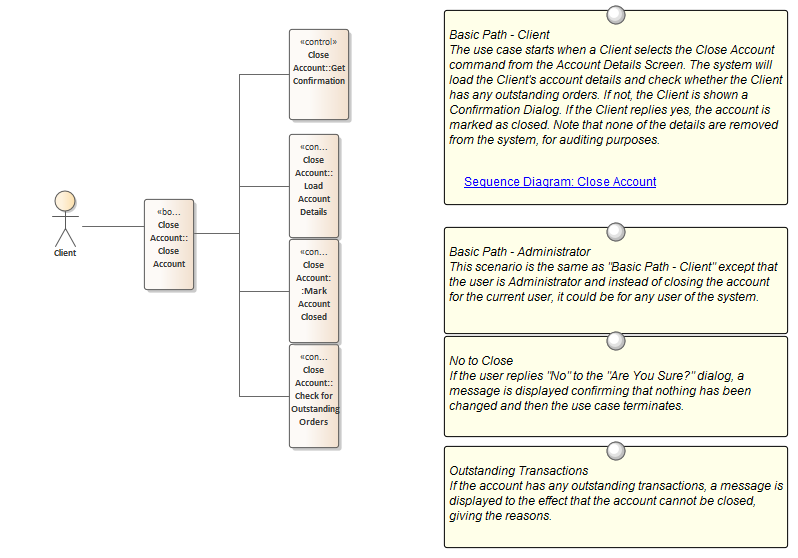 «control»
Close
Account::Get
Confirmation
«con...
Close
Account::
Load
Account
Details
«bo...
Close
Account::
Close
Account
Client
«con...
Close
Account:
:Mark
Account
Closed
«con...
Close
Account::
Check for
Outstanding
Orders
Basic Path - Client
The use case starts when a Client selects the Close Account
command from the Account Details Screen. The system will
load the Client's account details and check whether the Client
has any outstanding orders. If not, the Client is shown a
Confirmation Dialog. If the Client replies yes, the account is
marked as closed. Note that none of the details are removed
from the system, for auditing purposes.
Sequence Diagram: Close Account
Basic Path - Administrator
This scenario is the same as "Basic Path - Client" except that
the user is Administrator and instead of closing the account
for the current user, it could be for any user of the system.
No to Close
If the user replies "No" to the "Are You Sure?" dialog, a
message is displayed confirming that nothing has been
changed and then the use case terminates.
Outstanding Transactions
If the account has any outstanding transactions, a message is
displayed to the effect that the account cannot be closed,
giving the reasons.